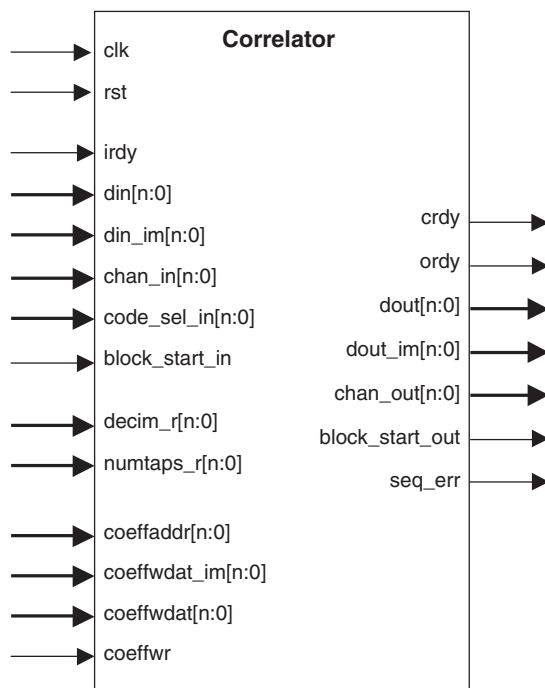 Correlator
clk
rst
irdy
din[n:0]
din_im[n:0]
chan_in[n:0]
code_sel_in[n:0]
block_start_in
decim_r[n:0]
numtaps_r[n:0]
coeffaddr[n:0]
coeffwdat_im[n:0]
coeffwdat[n:0]
coeffwr
crdy
ordy
dout[n:0]
dout_im[n:0]
chan_out[n:0]
block_start_out
seq_err